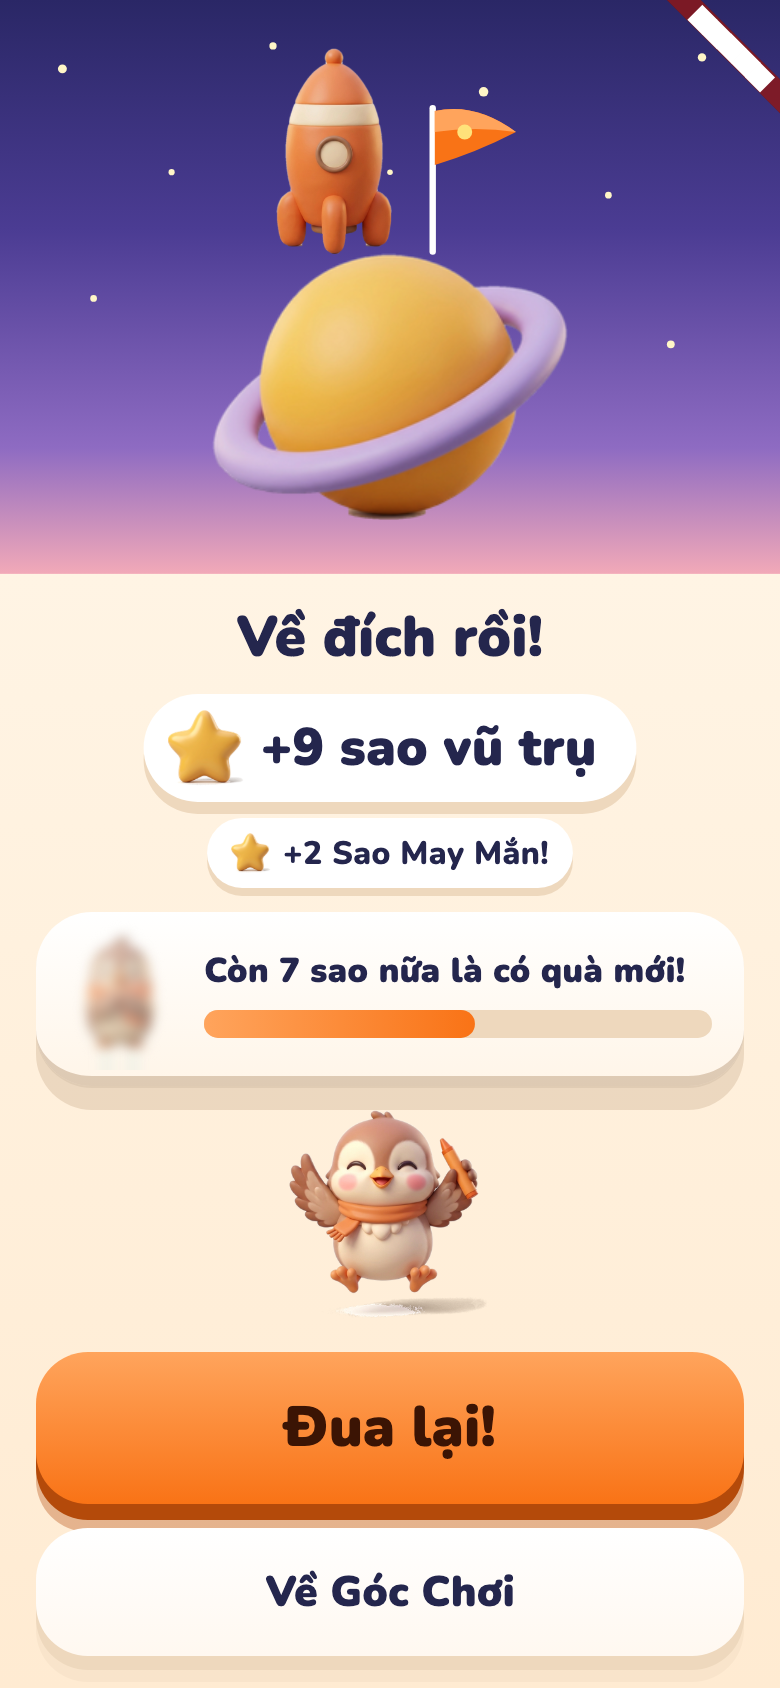 Về đích rồi!
+9 sao vũ trụ
+2 Sao May Mắn!
Còn 7 sao nữa là có quà mới!
Đua lại!
Về Góc Chơi